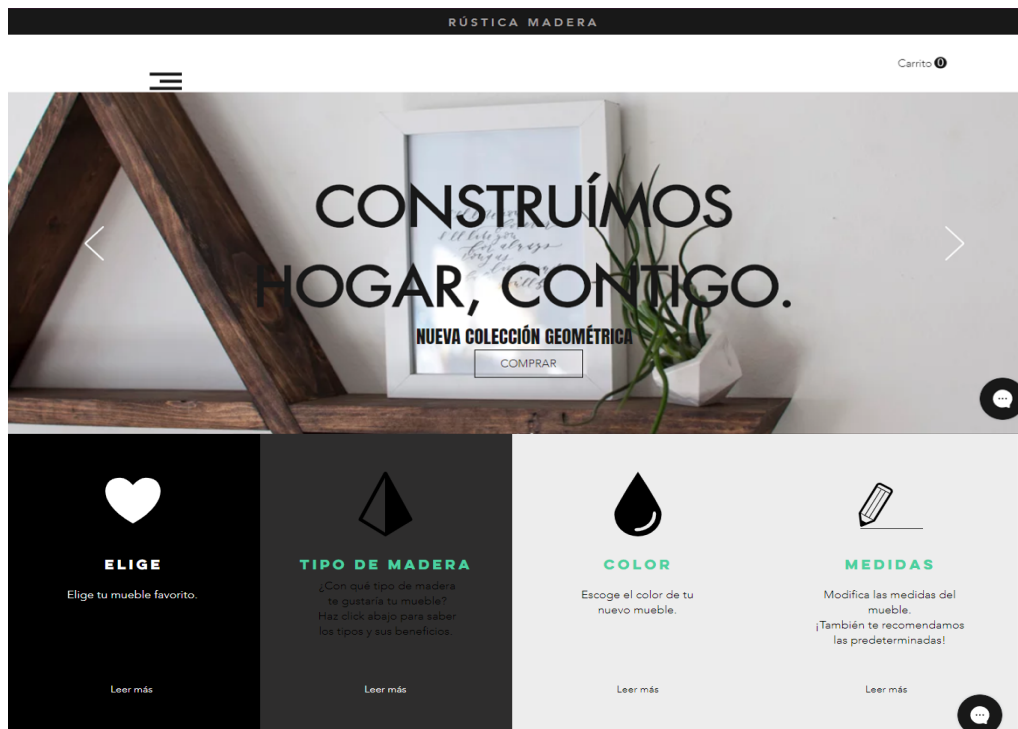 RÚSTICA MADERA
Carrito 0
CONSTRUÍMOS
HOGAR, CONTIGO.
NUEVA COLECCIÓN GEOMÉTRICA
COMPRAR
ELIGE
Elige tu mueble favorito.
Leer más
TIPO DE MADERA
¿Con qué tipo de madera
te gustaría tu mueble?
Haz click abajo para saber
los tipos y sus beneficios.
Leer más
COLOR
Escoge el color de tu
nuevo mueble.
Leer más
MEDIDAS
Modifica las medidas del
mueble.
¡También te recomendamos
las predeterminadas!
Leer más